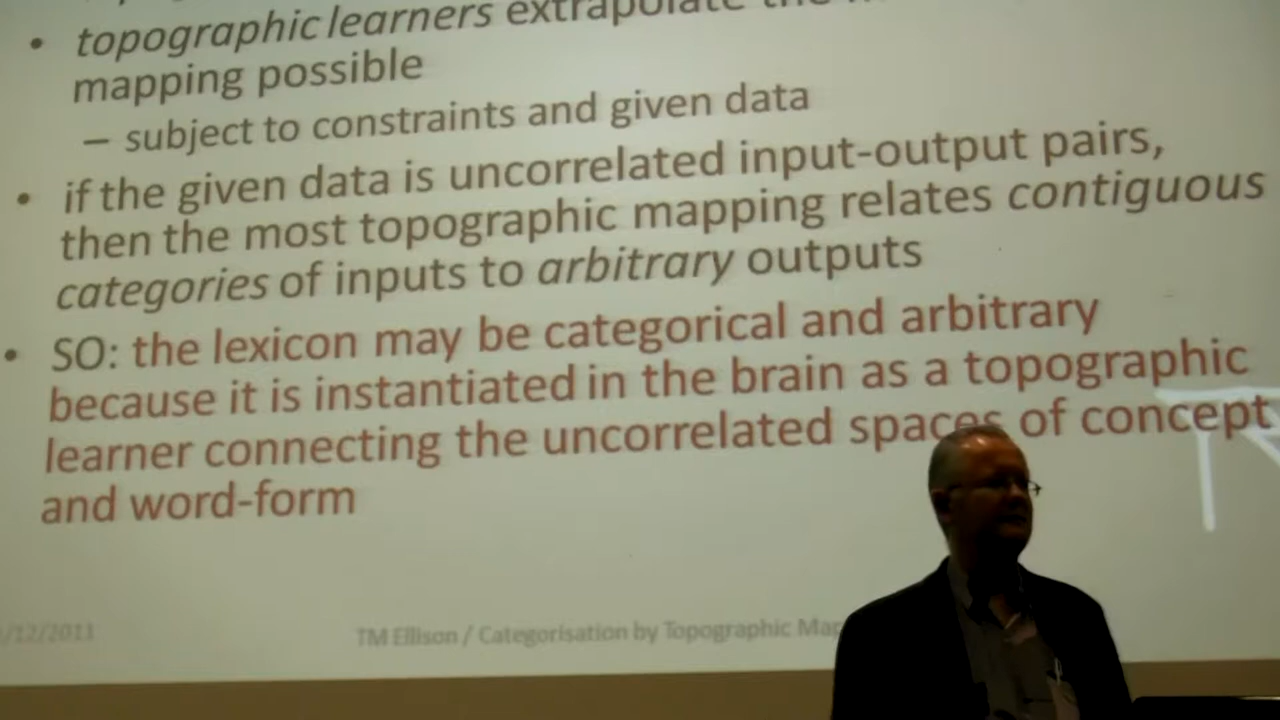 • topographic learners extrapolate the
mapping possible
– subject to constraints and given data
• if the given data is uncorrelated input-output pairs,
then the most topographic mapping relates contiguous
categories of inputs to arbitrary outputs
• SO: the lexicon may be categorical and arbitrary
because it is instantiated in the brain as a topographic
learner connecting the uncorrelated spaces of concept
and word-form
/12/2011
TM Ellison / Categorisation by Topographic Map